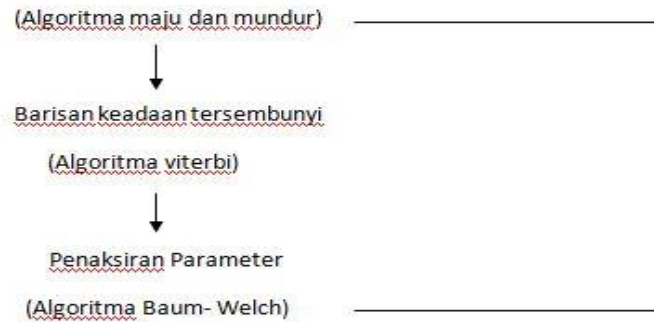 (Algoritma maju dan mundur)
Barisan keadaan tersembunyi
(Algoritma viterbi)
Penaksiran Parameter
(Algoritma Baum- Welch)